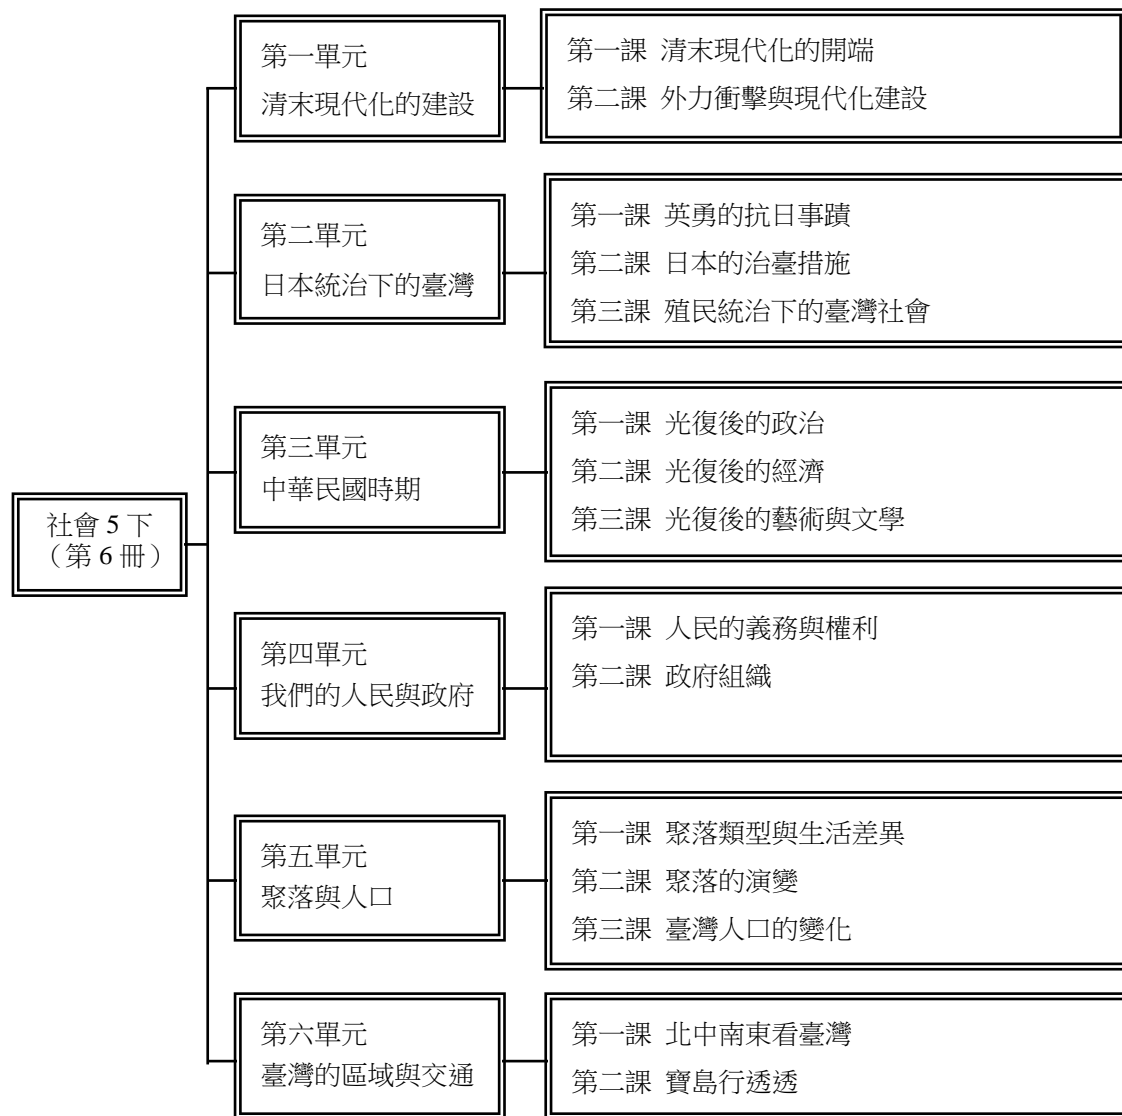 社會 5 下
（第 6 冊）
第一單元
清末現代化的建設
第一課 清末現代化的開端
第二課 外力衝擊與現代化建設
第二單元
日本統治下的臺灣
第一課 英勇的抗日事蹟
第二課 日本的治臺措施
第三課 殖民統治下的臺灣社會
第三單元
中華民國時期
第一課 光復後的政治
第二課 光復後的經濟
第三課 光復後的藝術與文學
第四單元
我們的人民與政府
第一課 人民的義務與權利
第二課 政府組織
第五單元
聚落與人口
第一課 聚落類型與生活差異
第二課 聚落的演變
第三課 臺灣人口的變化
第六單元
臺灣的區域與交通
第一課 北中南東看臺灣
第二課 寶島行透透